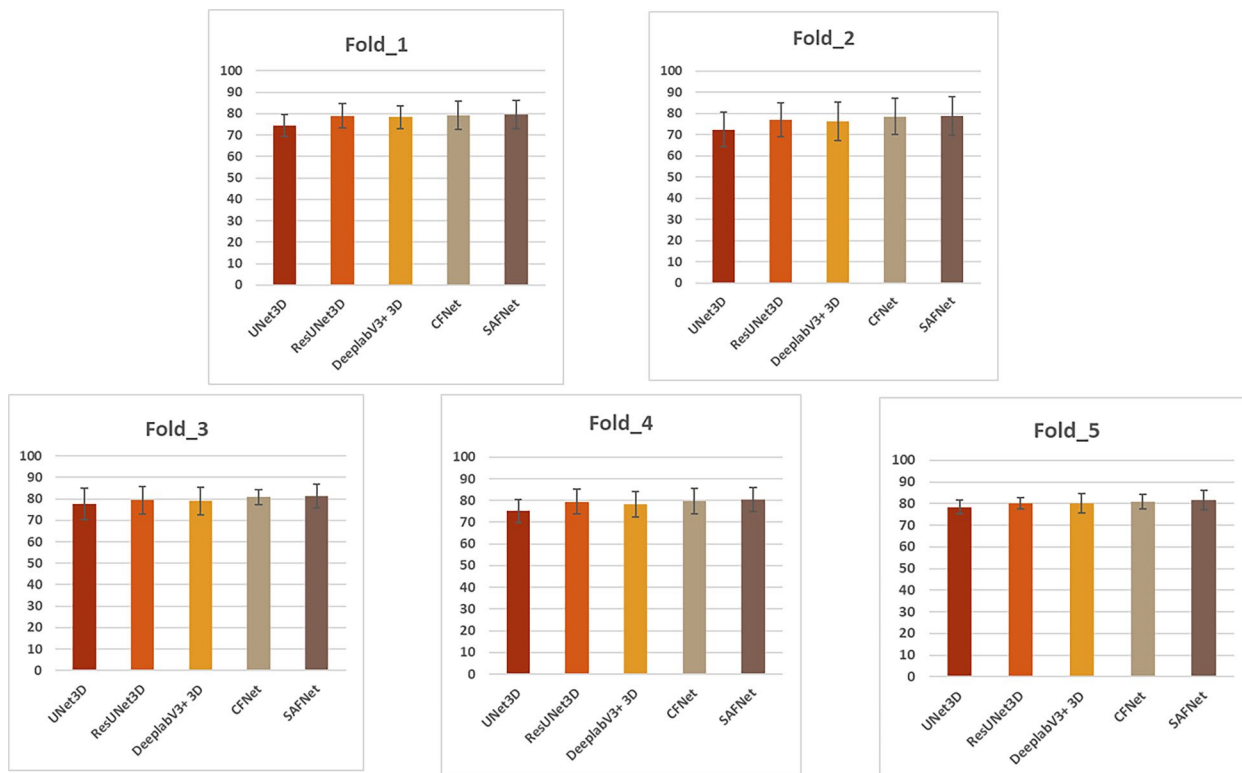 Fold_1
100
90
80
70
60
50
40
30
20
10
0
UNet3D
ResUNet3D
DeeplabV3+ 3D
CFNet
SAFNet
Fold_2
100
90
80
70
60
50
40
30
20
10
0
UNet3D
ResUNet3D
DeeplabV3+ 3D
CFNet
SAFNet
Fold_3
100
90
80
70
60
50
40
30
20
10
0
UNet3D
ResUNet3D
DeeplabV3+ 3D
CFNet
SAFNet
Fold_4
100
90
80
70
60
50
40
30
20
10
0
UNet3D
ResUNet3D
DeeplabV3+ 3D
CFNet
SAFNet
Fold_5
100
90
80
70
60
50
40
30
20
10
0
UNet3D
ResUNet3D
DeeplabV3+ 3D
CFNet
SAFNet